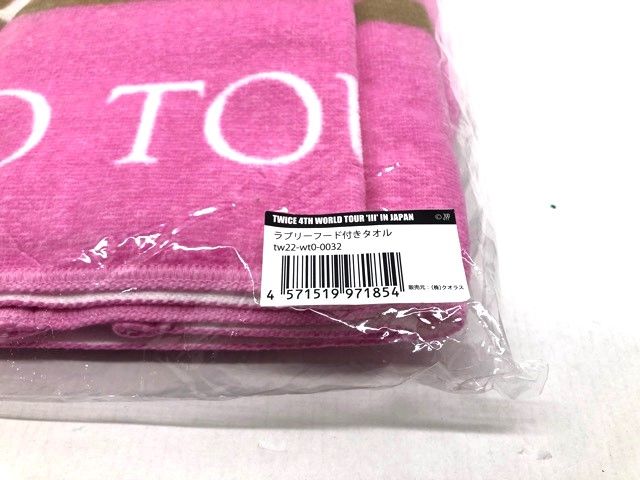 O TOU
TWICE 4TH WORLD TOUR 'III' IN JAPAN
ラブリーフード付きタオル
tw22-wt0-0032
4 571519 971854
販売元：(株)クオラス